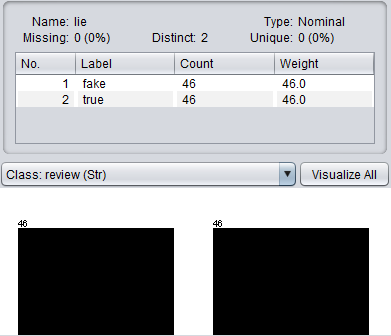 Name: lie Type: Nominal
Missing: 0 (0%) Distinct: 2 Unique: 0 (0%)
No. Label Count Weight
1 fake 46 46.0
2 true 46 46.0
Class: review (Str) Visualize All
46 46